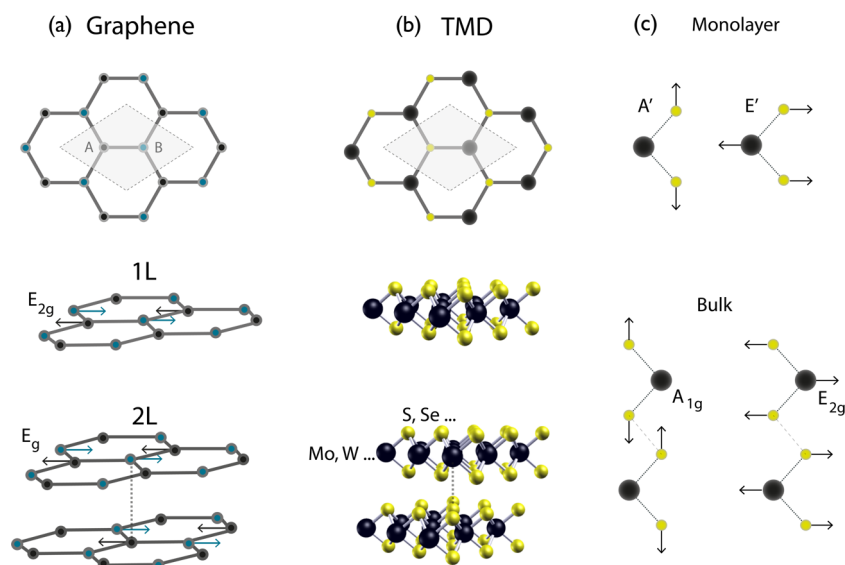 (a) Graphene
(b) TMD
(c) Monolayer
A B
A′ E′
1L
E2g
Bulk
A1g E2g
2L
Eg
S, Se ...
Mo, W ...